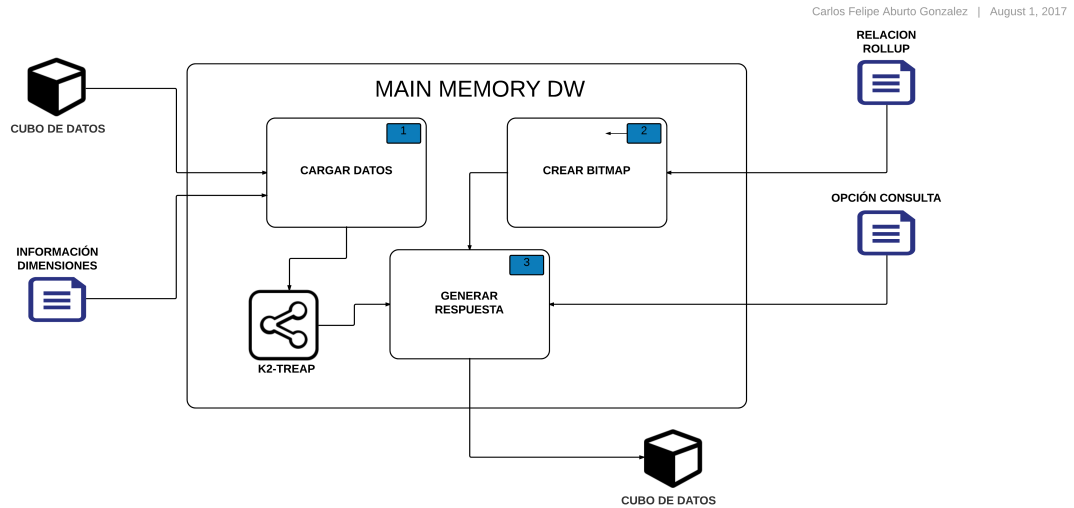 Carlos Felipe Aburto Gonzalez | August 1, 2017
RELACION
ROLLUP
MAIN MEMORY DW
CUBO DE DATOS
1
2
CARGAR DATOS
CREAR BITMAP
OPCIÓN CONSULTA
INFORMACIÓN
DIMENSIONES
3
GENERAR
RESPUESTA
K2-TREAP
CUBO DE DATOS